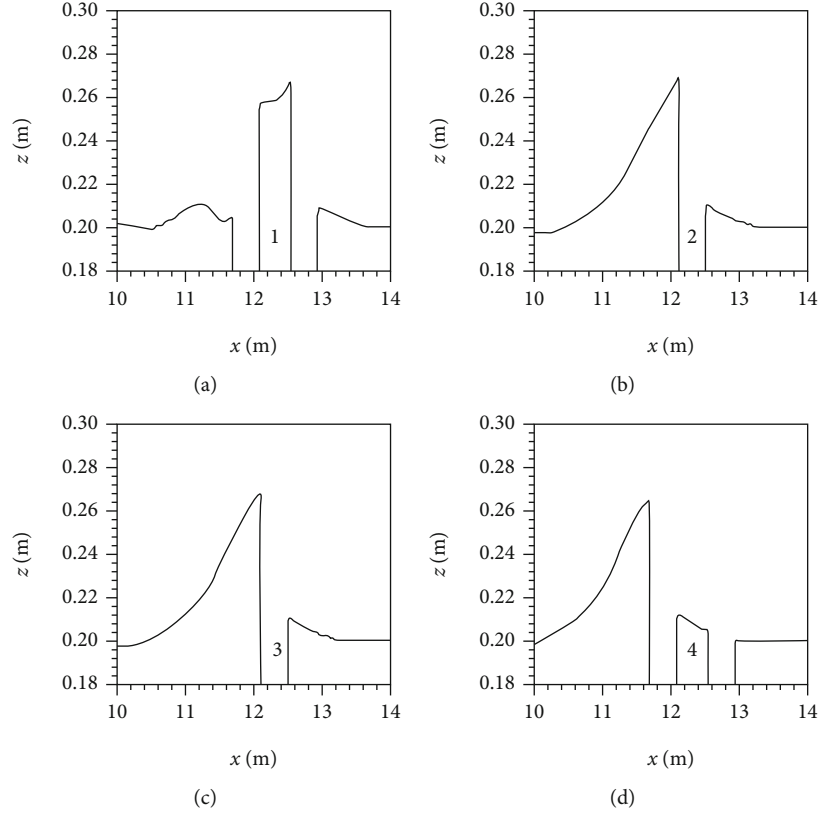 0.30 0.30
0.28 0.28
z (m) 0.26 z (m) 0.26
0.24 0.24
0.22 0.22
0.20 0.20
1 2
0.18 0.18
10 11 12 13 14 10 11 12 13 14
x (m) x (m)
(a) (b)
0.30 0.30
0.28 0.28
0.26 0.26
z (m) z (m)
0.24 0.24
0.22 0.22
0.20 0.20
3 4
0.18 0.18
10 11 12 13 14 10 11 12 13 14
x (m) x (m)
(c) (d)